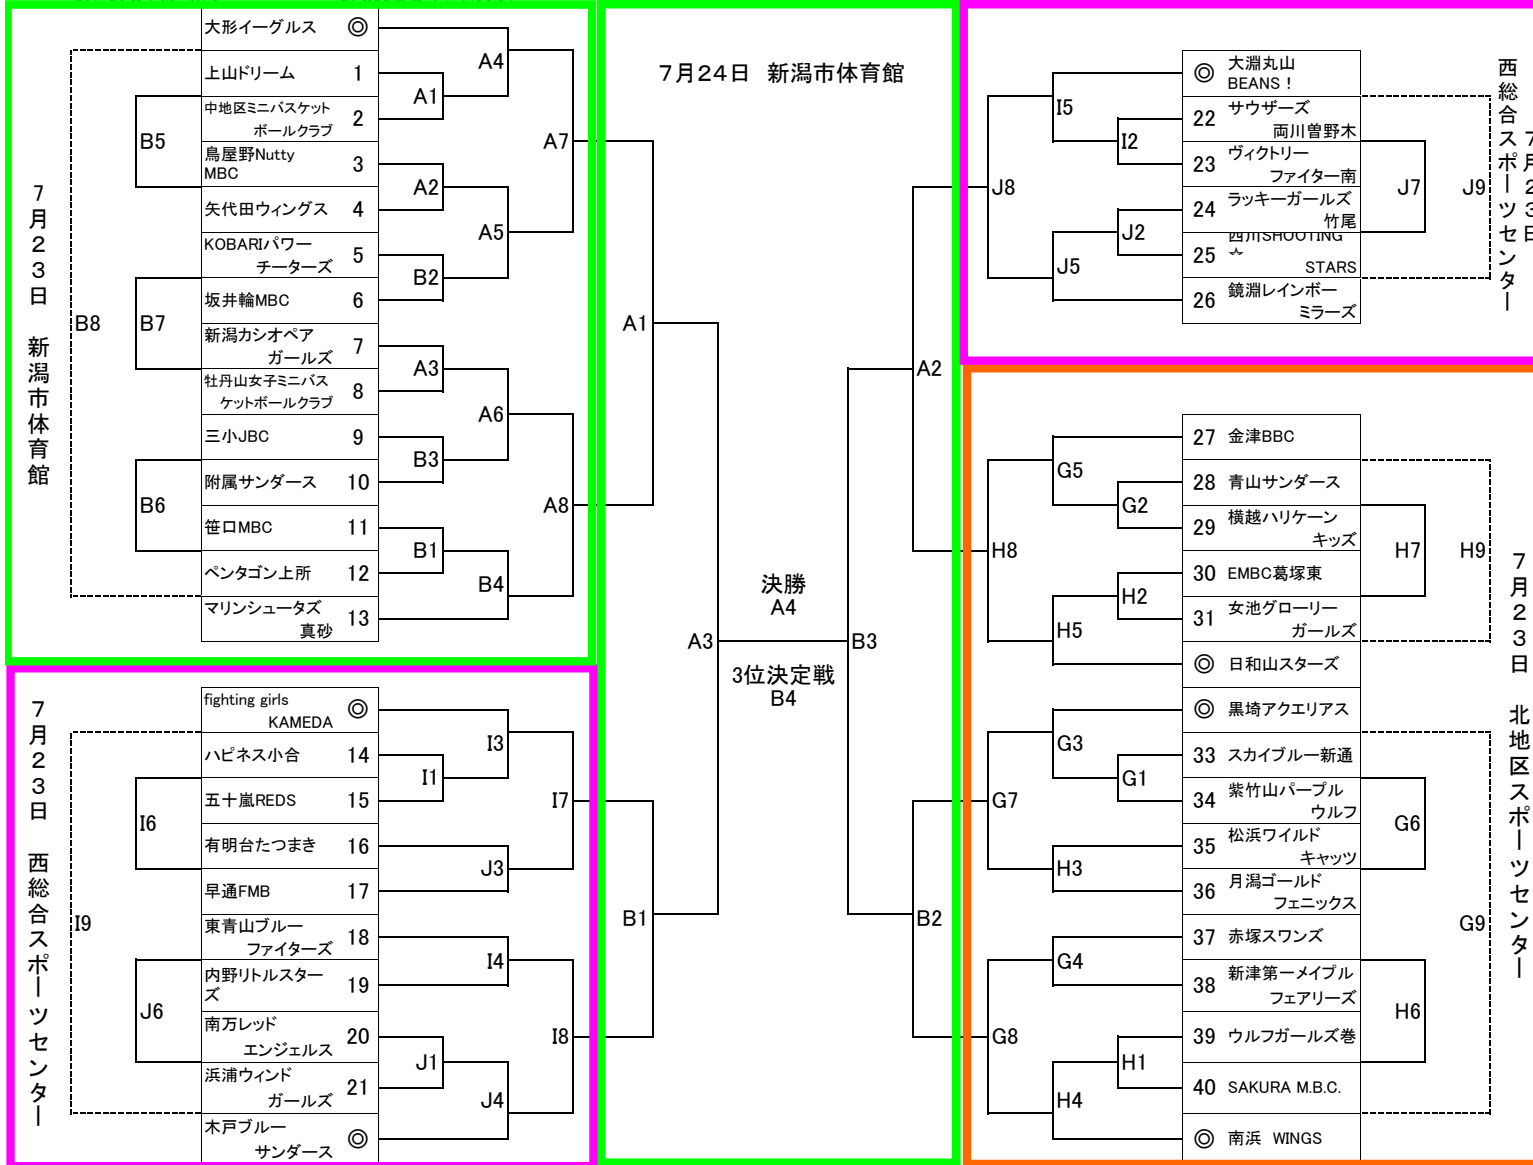 7月23日 新潟市体育館
大形イーグルス ◎
上山ドリーム 1
中地区ミニバスケット
ボールクラブ 2
鳥屋野Nutty
MBC 3
矢代田ウィングス 4
KOBARIパワー
チーターズ 5
坂井輪MBC 6
新潟カシオペア
ガールズ 7
牡丹山女子ミニバス
ケットボールクラブ 8
三小JBC 9
附属サンダース 10
笹口MBC 11
ペンタゴン上所 12
マリンシュータズ
真砂 13
B5
B7
B6
B8
A1
A2
B2
A3
B3
B1
A4
A5
A6
B4
A7
A8
7月23日 西総合スポーツセンター
fighting girls
KAMEDA ◎
ハピネス小合 14
五十嵐REDS 15
有明台たつまき 16
早通FMB 17
東青山ブルー
ファイターズ 18
内野リトルスター
ズ 19
南万レッド
エンジェルス 20
浜浦ウィンド
ガールズ 21
木戸ブルー
サンダース ◎
I6
J6
I9
I1
J1
I3
J3
I4
J4
I7
I8
7月24日 新潟市体育館
A1
B1
A3
決勝
A4
3位決定戦
B4
B3
A2
B2
西総合スポーツセンター
7月23日
◎ 大淵丸山
BEANS！
22 サウザーズ
両川曽野木
23 ヴィクトリー
ファイター南
24 ラッキーガールズ
竹尾
25 西川SHOOTING
☆ STARS
26 鏡淵レインボー
ミラーズ
I5
I2
J2
J5
J8
J7
J9
7月23日 北地区スポーツセンター
27 金津BBC
28 青山サンダース
29 横越ハリケーン
キッズ
30 EMBC葛塚東
31 女池グローリー
ガールズ
◎ 日和山スターズ
◎ 黒埼アクエリアス
33 スカイブルー新通
34 紫竹山パープル
ウルフ
35 松浜ワイルド
キャッツ
36 月潟ゴールド
フェニックス
37 赤塚スワンズ
38 新津第一メイプル
フェアリーズ
39 ウルフガールズ巻
40 SAKURA M.B.C.
◎ 南浜 WINGS
G5
G2
H2
H5
H8
H7
H9
G3
G1
H3
G7
G6
G4
H1
H4
G8
H6
G9